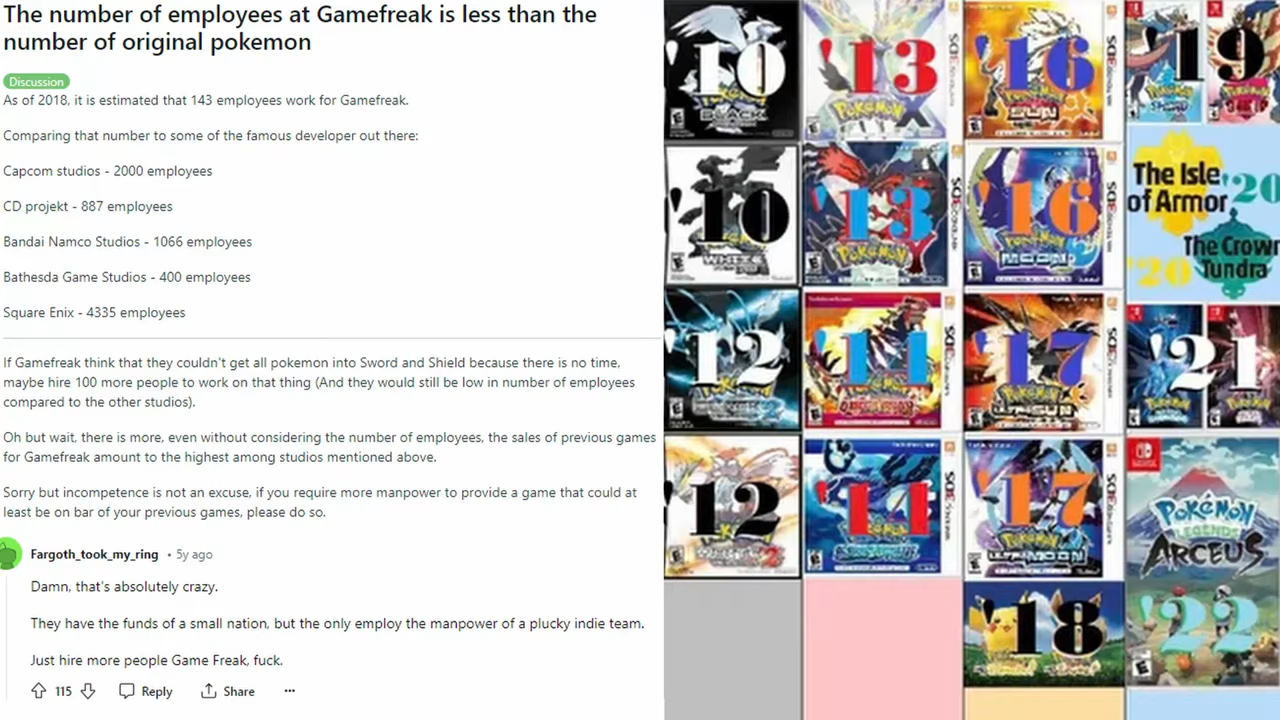 The number of employees at Gamefreak is less than the
number of original pokemon
Discussion
As of 2018, it is estimated that 143 employees work for Gamefreak.
Comparing that number to some of the famous developer out there:
Capcom studios - 2000 employees
CD projekt - 887 employees
Bandai Namco Studios - 1066 employees
Bathesda Game Studios - 400 employees
Square Enix - 4335 employees
If Gamefreak think that they couldn't get all pokemon into Sword and Shield because there is no time,
maybe hire 100 more people to work on that thing (And they would still be low in number of employees
compared to the other studios).
Oh but wait, there is more, even without considering the number of employees, the sales of previous games
for Gamefreak amount to the highest among studios mentioned above.
Sorry but incompetence is not an excuse, if you require more manpower to provide a game that could at
least be on bar of your previous games, please do so.
Fargoth_took_my_ring • 5y ago
Damn, that's absolutely crazy.
They have the funds of a small nation, but the only employ the manpower of a plucky indie team.
Just hire more people Game Freak, fuck.
115 Reply Share ...
'10 '13 '16 '19
BLACK POKéMON X SUN
'10 '13 '16
WHITE POKéMON Y MOON
The Isle
of Armor '20
The Crown
Tundra
'20
'12 '14 '17 '21
'12 '14 '17
POKéMON
LEGENDS
ARCEUS
'18 '22